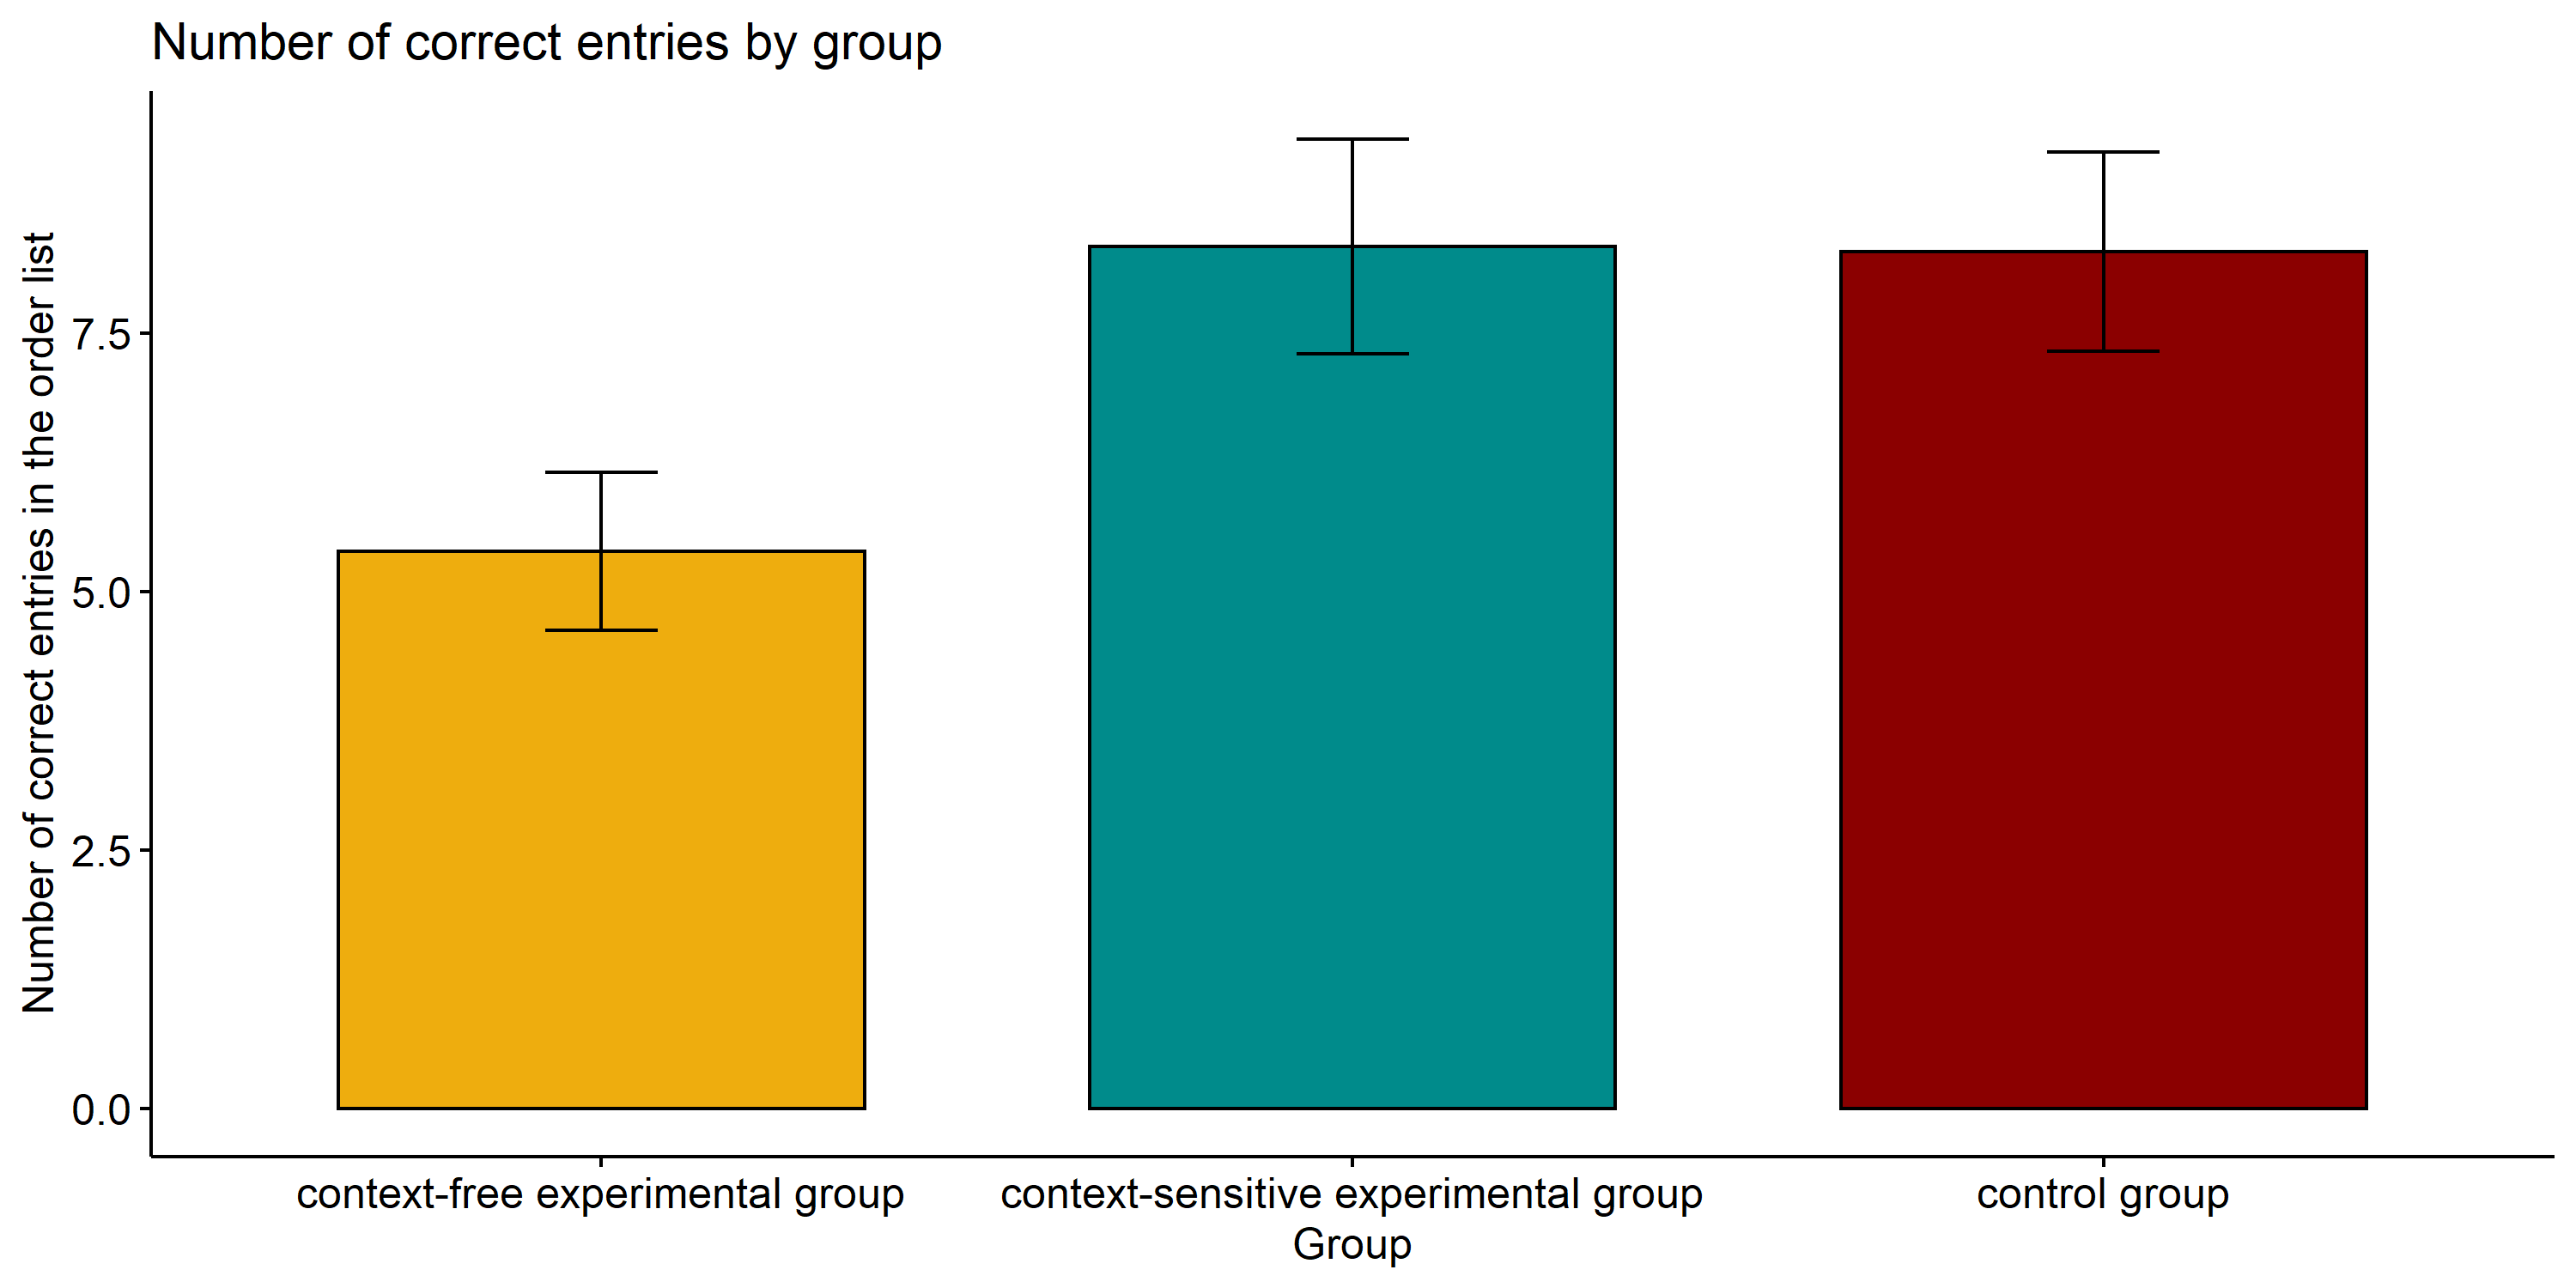 Number of correct entries by group
Number of correct entries in the order list
7.5
5.0
2.5
0.0
context-free experimental group
context-sensitive experimental group
control group
Group